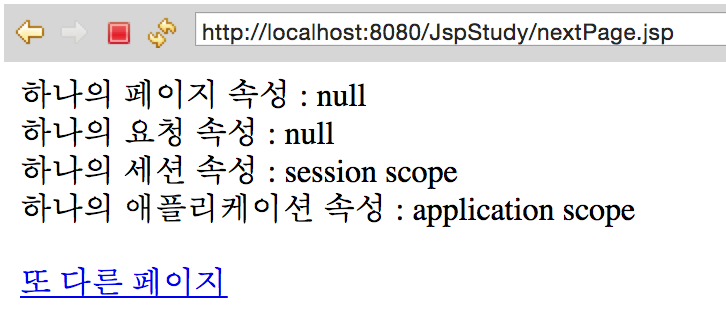 http://localhost:8080/JspStudy/nextPage.jsp
하나의 페이지 속성 : null
하나의 요청 속성 : null
하나의 세션 속성 : session scope
하나의 애플리케이션 속성 : application scope
또 다른 페이지